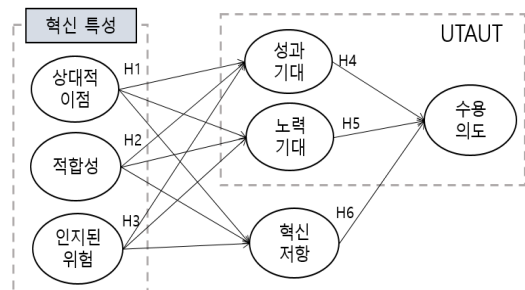 혁신 특성
UTAUT
상대적
이점
적합성
인지된
위험
H1
H2
H3
성과
기대
노력
기대
혁신
저항
H4
H5
H6
수용
의도